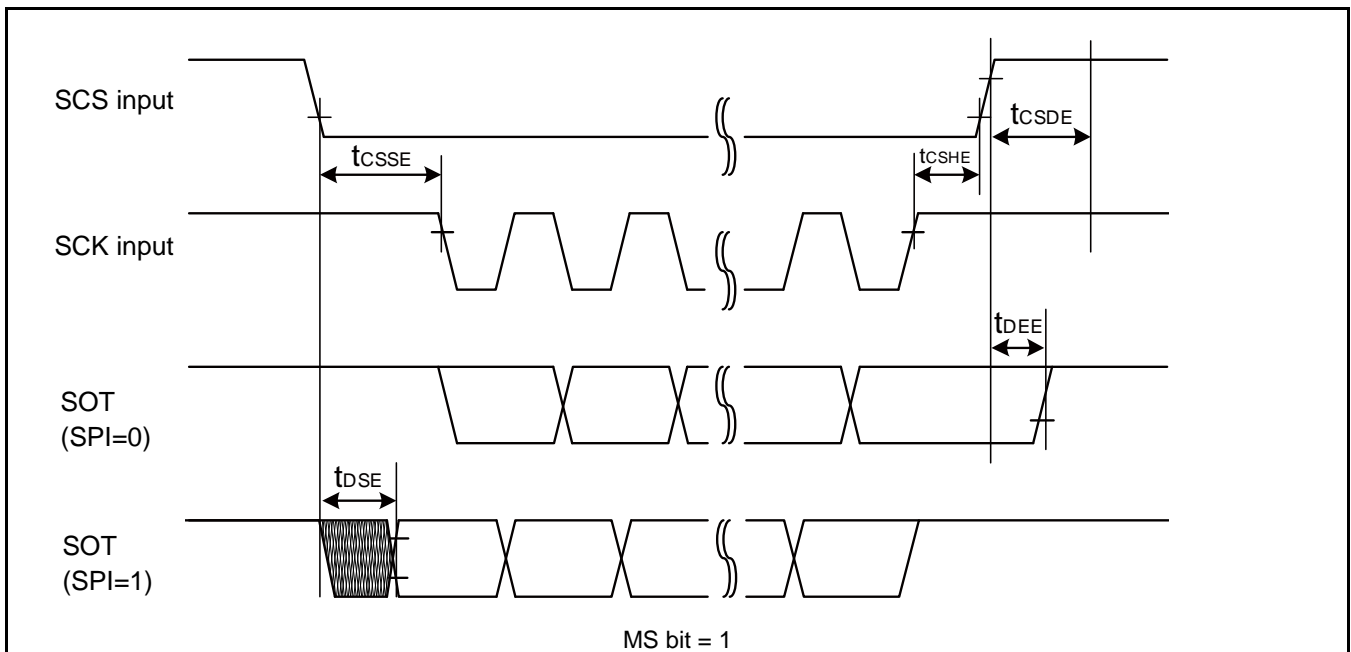 SCS input
tCSDE
tCSSE
tCSHE
SCK input
tDEE
SOT
(SPI=0)
tDSE
SOT
(SPI=1)
MS bit = 1